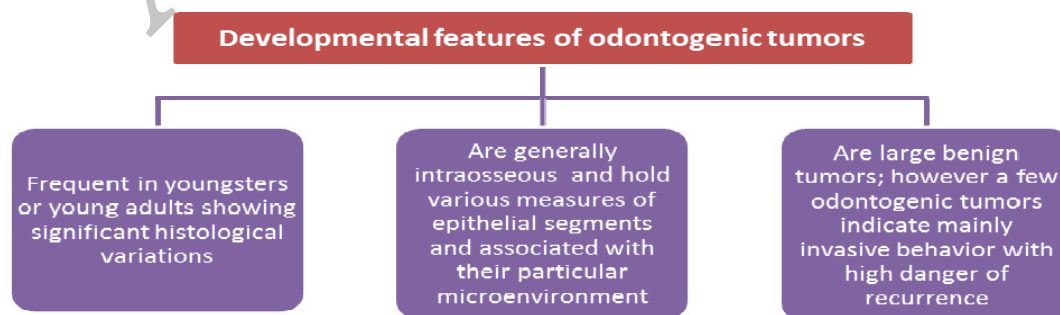 Developmental features of odontogenic tumors
Frequent in youngsters
or young adults showing
significant histological
variations
Are generally
intraosseous and hold
various measures of
epithelial segments
and associated with
their particular
microenvironment
Are large benign
tumors; however a few
odontogenic tumors
indicate mainly
invasive behavior with
high danger of
recurrence